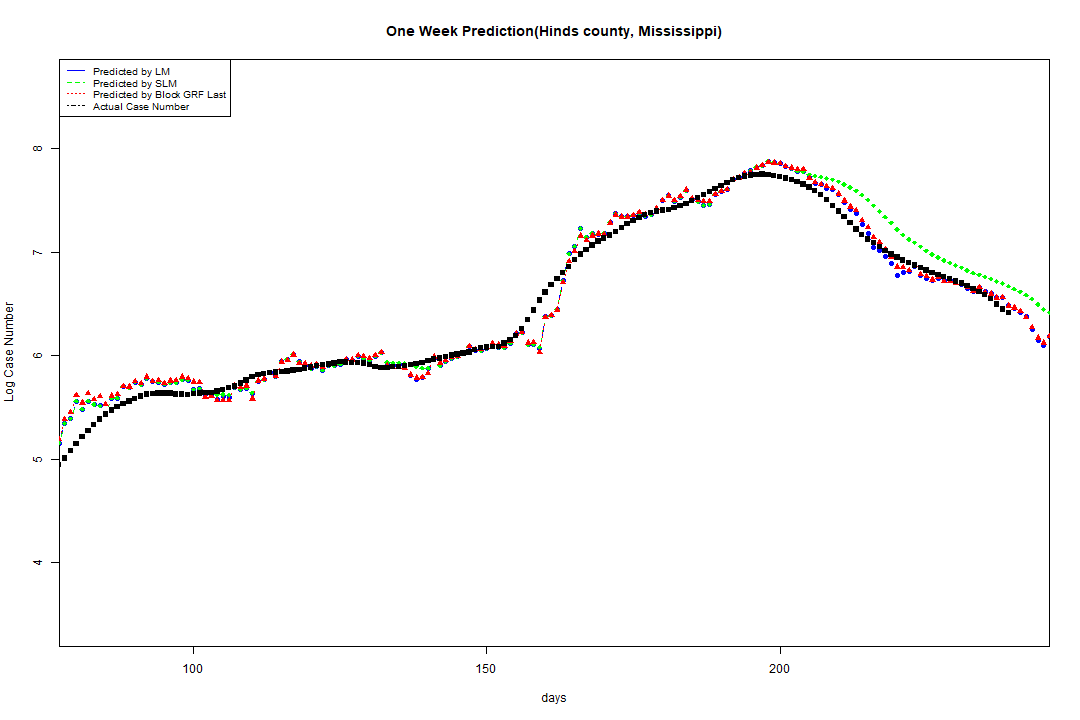 One Week Prediction(Hinds county, Mississippi)
Predicted by LM
Predicted by SLM
Predicted by Block GRF Last
Actual Case Number
8
7
6
5
4
Log Case Number
100 150 200
days